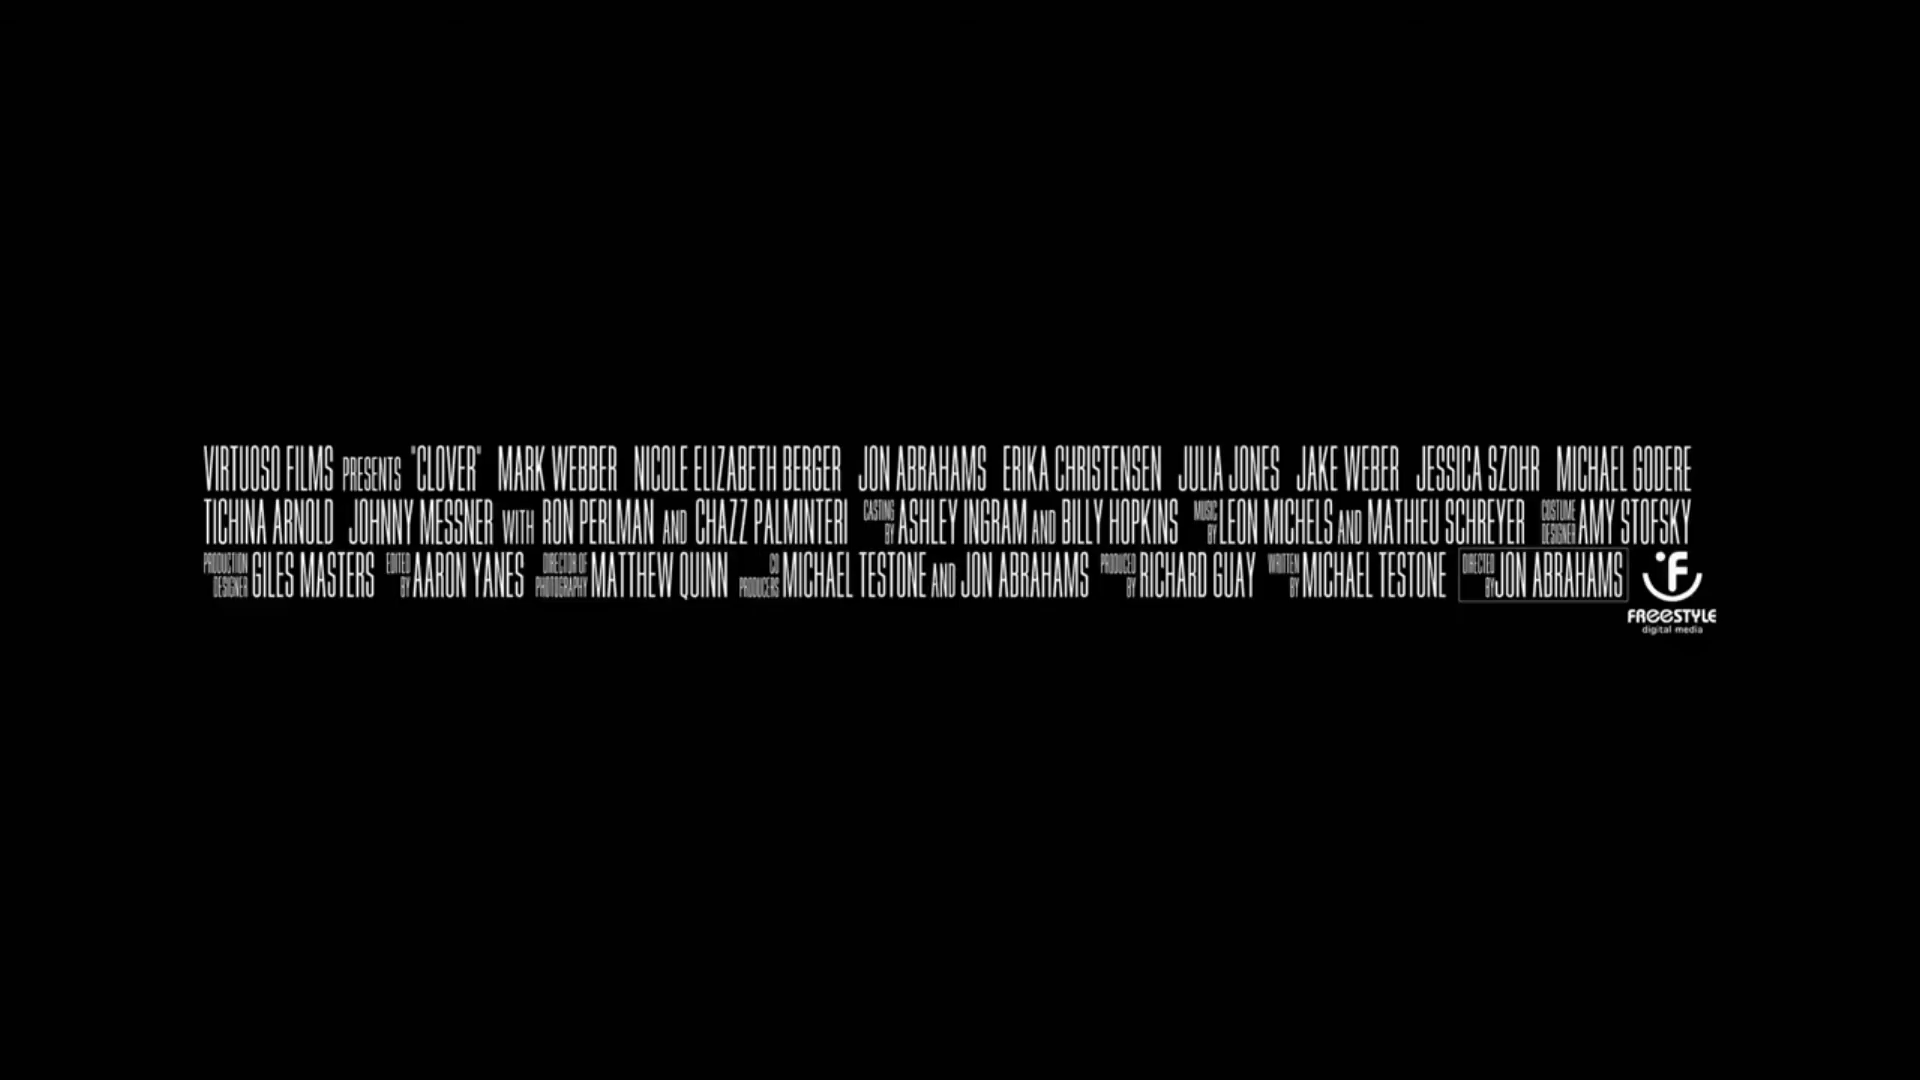 VIRTUOSO FILMS PRESENTS "CLOVER" MARK WEBBER NICOLE ELIZABETH BERGER JON ABRAHAMS ERIKA CHRISTENSEN JULIA JONES JAKE WEBER JESSICA SZOHR MICHAEL GODERE
TICHINA ARNOLD JOHNNY MESSNER WITH RON PERLMAN AND CHAZZ PALMINTERI CASTING BY ASHLEY INGRAM AND BILLY HOPKINS MUSIC BY LEON MICHELS AND MATHIEU SCHREYER COSTUME DESIGNER AMY STOFSKY
PRODUCTION DESIGNER GILES MASTERS EDITED BY AARON YANES DIRECTOR OF PHOTOGRAPHY MATTHEW QUINN CO PRODUCERS MICHAEL TESTONE AND JON ABRAHAMS PRODUCED BY RICHARD GUAY WRITTEN BY MICHAEL TESTONE DIRECTED BY JON ABRAHAMS
F
FREESTYLE
digital media